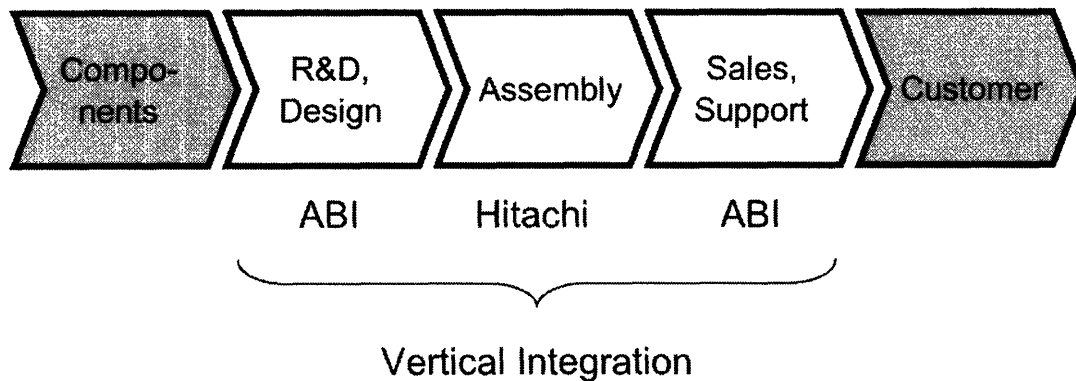 Compo-
nents
R&D,
Design
Assembly
Sales,
Support
Customer
ABI
Hitachi
ABI
Vertical Integration